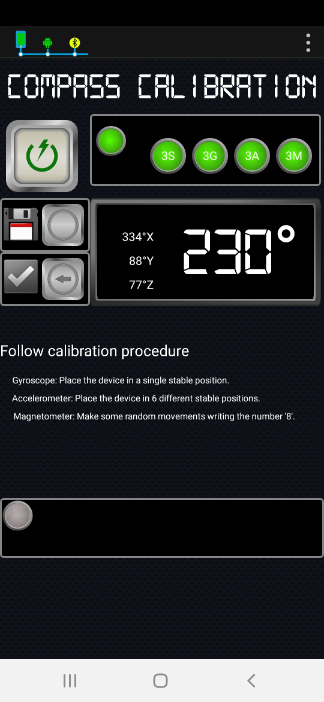 COMPASS CALIBRATION
3S 3G 3A 3M
334°X
88°Y
77°Z
230°
Follow calibration procedure
Gyroscope: Place the device in a single stable position.
Accelerometer: Place the device in 6 different stable positions.
Magnetometer: Make some random movements writing the number '8'.